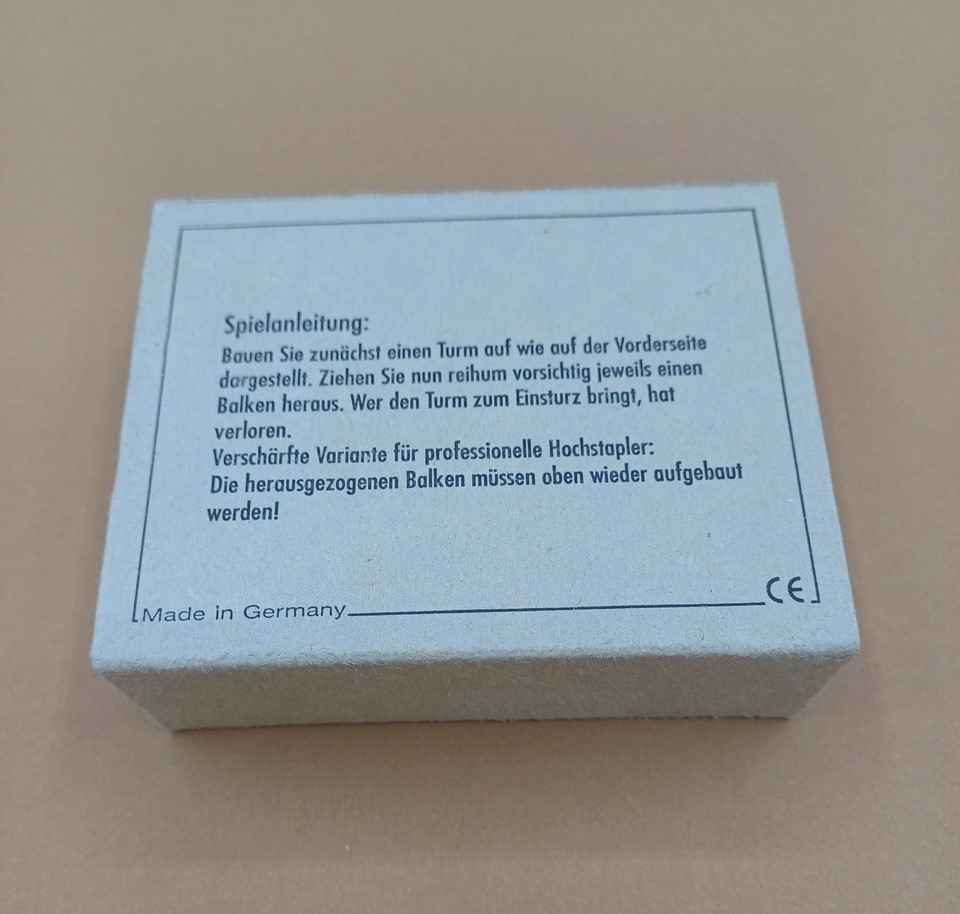 Spielanleitung:
Bauen Sie zunächst einen Turm auf wie auf der Vorderseite
dargestellt. Ziehen Sie nun reihum vorsichtig jeweils einen
Balken heraus. Wer den Turm zum Einsturz bringt, hat
verloren.
Verschärfte Variante für professionelle Hochstapler:
Die herausgezogenen Balken müssen oben wieder aufgebaut
werden!
Made in Germany CE